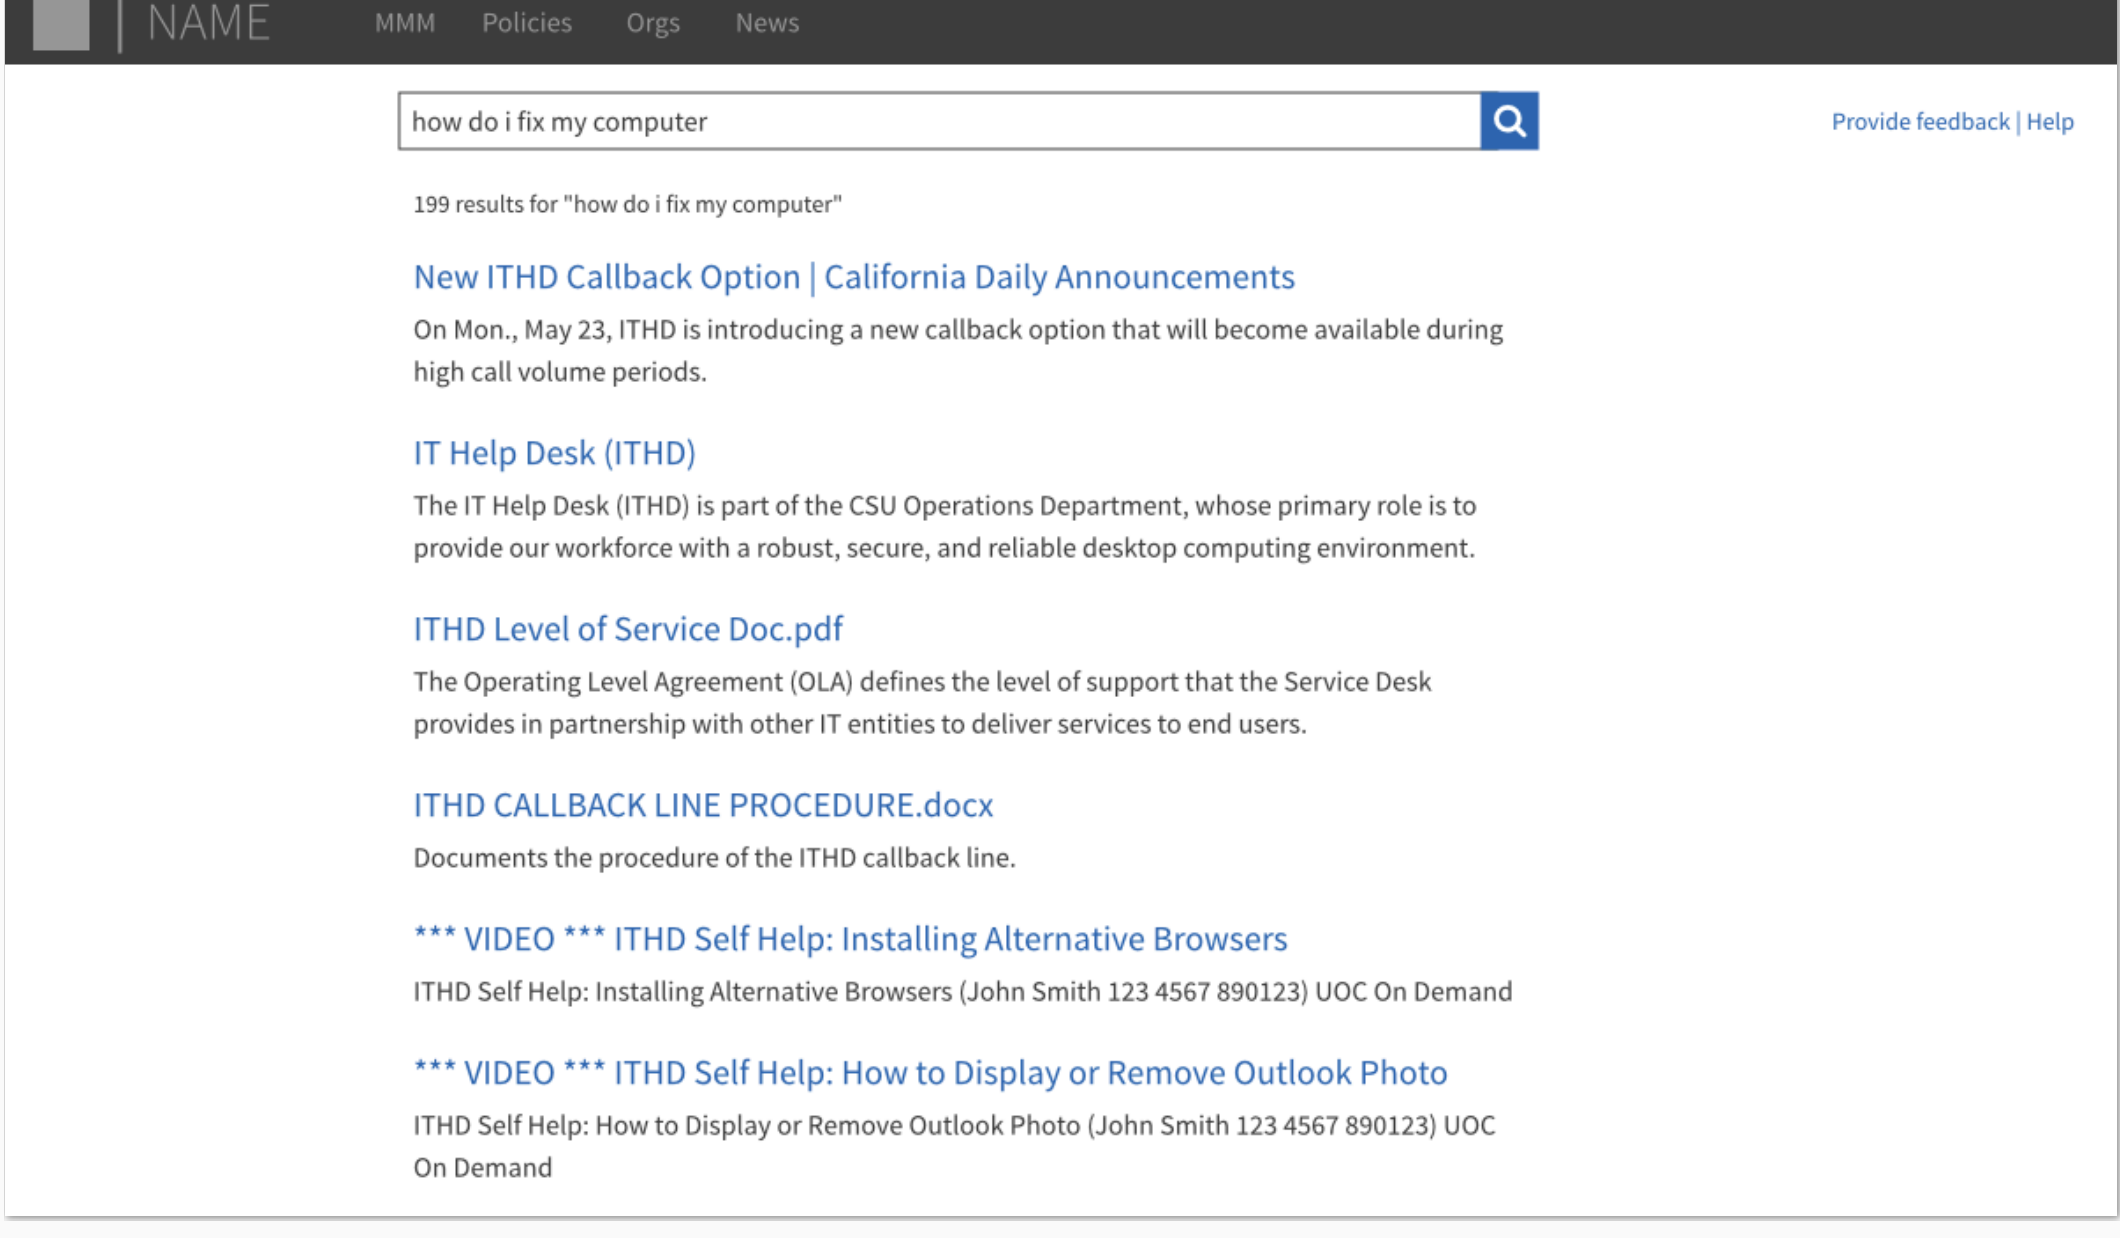 NAME
MMM Policies Orgs News
how do i fix my computer
Provide feedback | Help
199 results for "how do i fix my computer"
New ITHD Callback Option | California Daily Announcements
On Mon., May 23, ITHD is introducing a new callback option that will become available during
high call volume periods.
IT Help Desk (ITHD)
The IT Help Desk (ITHD) is part of the CSU Operations Department, whose primary role is to
provide our workforce with a robust, secure, and reliable desktop computing environment.
ITHD Level of Service Doc.pdf
The Operating Level Agreement (OLA) defines the level of support that the Service Desk
provides in partnership with other IT entities to deliver services to end users.
ITHD CALLBACK LINE PROCEDURE.docx
Documents the procedure of the ITHD callback line.
*** VIDEO *** ITHD Self Help: Installing Alternative Browsers
ITHD Self Help: Installing Alternative Browsers (John Smith 123 4567 890123) UOC On Demand
*** VIDEO *** ITHD Self Help: How to Display or Remove Outlook Photo
ITHD Self Help: How to Display or Remove Outlook Photo (John Smith 123 4567 890123) UOC
On Demand